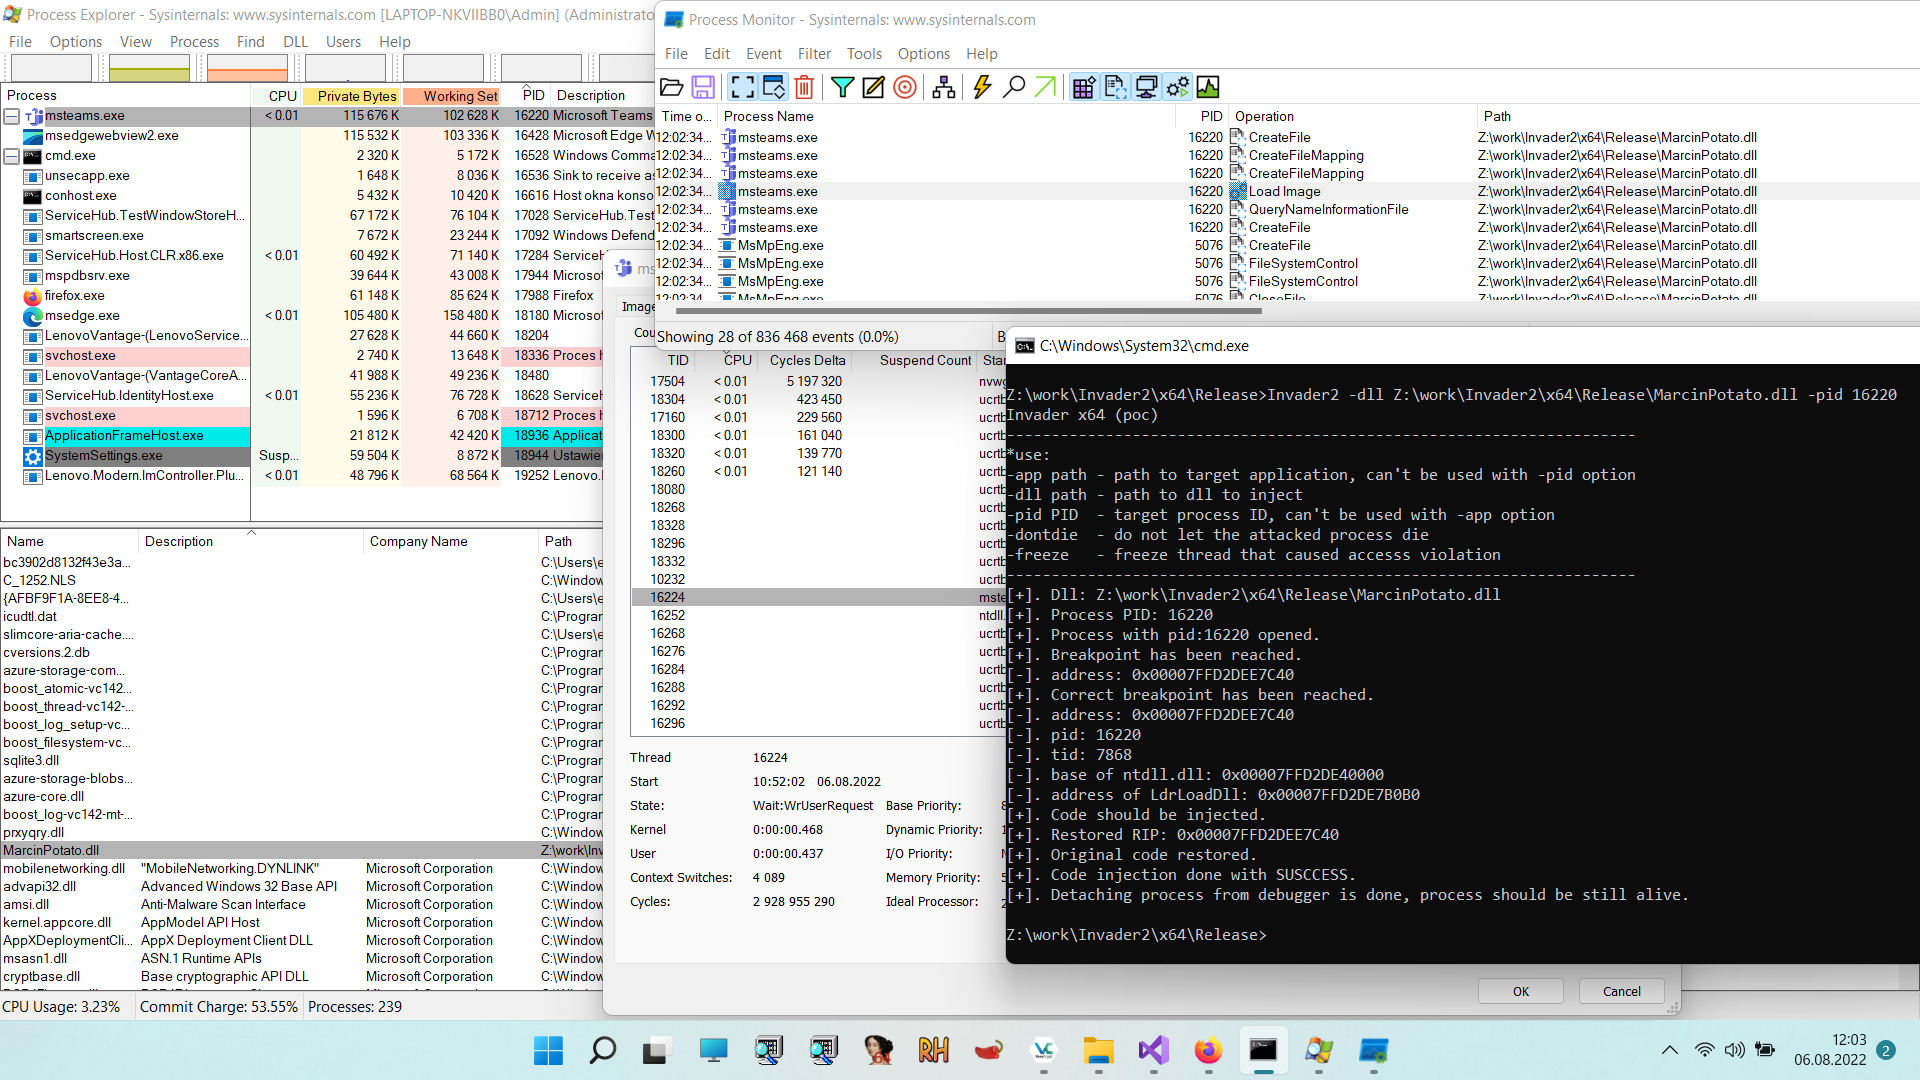 Process Explorer - Sysinternals: www.sysinternals.com [LAPTOP-NKVIIBB0\Admin] (Administrato
File Options View Process Find DLL Users Help
Process CPU Private Bytes Working Set PID Description
msteams.exe < 0.01 115 676 K 102 628 K 16220 Microsoft Teams
msedgewebview2.exe 115 532 K 103 336 K 16428 Microsoft Edge W
cmd.exe 2 320 K 5 172 K 16528 Windows Comma
unsecapp.exe 1 648 K 8 036 K 16536 Sink to receive as
conhost.exe 5 432 K 10 420 K 16616 Host okna konso
ServiceHub.TestWindowStoreH... 67 172 K 76 104 K 17028 ServiceHub.Test
smartscreen.exe 7 672 K 23 244 K 17092 Windows Defend
ServiceHub.Host.CLR.x86.exe < 0.01 60 492 K 71 140 K 17284 ServiceH
mspdbsrv.exe 39 644 K 43 008 K 17944 Microsof
firefox.exe 61 148 K 85 624 K 17988 Firefox
msedge.exe < 0.01 105 480 K 158 480 K 18180 Microsof
LenovoVantage-(LenovoService... 27 628 K 44 660 K 18204
svchost.exe 2 740 K 13 648 K 18336 Proces h
LenovoVantage-(VantageCoreA... 41 988 K 49 236 K 18480
ServiceHub.IdentityHost.exe < 0.01 55 236 K 76 728 K 18628 ServiceH
svchost.exe 1 596 K 6 708 K 18712 Proces h
ApplicationFrameHost.exe 21 812 K 42 420 K 18936 Applicat
SystemSettings.exe Susp... 59 504 K 8 872 K 18944 Ustawie
Lenovo.Modern.ImController.Plu... < 0.01 48 796 K 68 564 K 19252 Lenovo.
Name Description Company Name Path
bc3902d8132f43e3a... C:\Users\e
C_1252.NLS C:\Window
{AFBF9F1A-8EE8-4... C:\Users\e
icudtl.dat C:\Program
slimcore-aria-cache.... C:\Users\e
cversions.2.db C:\Program
azure-storage-com... C:\Program
boost_atomic-vc142... C:\Program
boost_thread-vc142-... C:\Program
boost_log_setup-vc... C:\Program
boost_filesystem-vc... C:\Program
sqlite3.dll C:\Program
azure-storage-blobs... C:\Program
azure-core.dll C:\Program
boost_log-vc142-mt-... C:\Program
prxyqry.dll C:\Window
MarcinPotato.dll Z:\work\Inv
mobilenetworking.dll "MobileNetworking.DYNLINK" Microsoft Corporation C:\Window
advapi32.dll Advanced Windows 32 Base API Microsoft Corporation C:\Window
amsi.dll Anti-Malware Scan Interface Microsoft Corporation C:\Window
kernel.appcore.dll AppModel API Host Microsoft Corporation C:\Window
AppXDeploymentCli... AppX Deployment Client DLL Microsoft Corporation C:\Window
msasn1.dll ASN.1 Runtime APIs Microsoft Corporation C:\Window
cryptbase.dll Base cryptographic API DLL Microsoft Corporation C:\Window
CPU Usage: 3.23% Commit Charge: 53.55% Processes: 239
Process Monitor - Sysinternals: www.sysinternals.com
File Edit Event Filter Tools Options Help
Time o... Process Name PID Operation Path
12:02:34... msteams.exe 16220 CreateFile Z:\work\Invader2\x64\Release\MarcinPotato.dll
12:02:34... msteams.exe 16220 CreateFileMapping Z:\work\Invader2\x64\Release\MarcinPotato.dll
12:02:34... msteams.exe 16220 CreateFileMapping Z:\work\Invader2\x64\Release\MarcinPotato.dll
12:02:34... msteams.exe 16220 Load Image Z:\work\Invader2\x64\Release\MarcinPotato.dll
12:02:34... msteams.exe 16220 QueryNameInformationFile Z:\work\Invader2\x64\Release\MarcinPotato.dll
12:02:34... msteams.exe 16220 CreateFile Z:\work\Invader2\x64\Release\MarcinPotato.dll
12:02:34... MsMpEng.exe 5076 CreateFile Z:\work\Invader2\x64\Release\MarcinPotato.dll
12:02:34... MsMpEng.exe 5076 FileSystemControl Z:\work\Invader2\x64\Release\MarcinPotato.dll
12:02:34... MsMpEng.exe 5076 FileSystemControl Z:\work\Invader2\x64\Release\MarcinPotato.dll
12:02:34... MsMpEng.exe 5076 CloseFile Z:\work\Invader2\x64\Release\MarcinPotato.dll
Showing 28 of 836 468 events (0.0%) B
ms
Image
Cou
TID CPU Cycles Delta Suspend Count Star
17504 < 0.01 5 197 320 nvwg
18304 < 0.01 423 450 ucrtb
17160 < 0.01 229 560 ucrtb
18300 < 0.01 161 040 ucrtb
18320 < 0.01 139 770 ucrtb
18260 < 0.01 121 140 ucrtb
18080 ucrtb
18268 ucrtb
18328 ucrtb
18296 ucrtb
18332 ucrtb
10232 ucrtb
16224 mste
16252 ntdll.
16268 ucrtb
16276 ucrtb
16284 ucrtb
16288 ucrtb
16292 ucrtb
16296 ucrtb
Thread 16224
Start 10:52:02 06.08.2022
State: Wait:WrUserRequest Base Priority: 8
Kernel 0:00:00.468 Dynamic Priority: 1
User 0:00:00.437 I/O Priority: N
Context Switches: 4 089 Memory Priority: 5
Cycles: 2 928 955 290 Ideal Processor: 2
OK Cancel
C:\Windows\System32\cmd.exe
Z:\work\Invader2\x64\Release>Invader2 -dll Z:\work\Invader2\x64\Release\MarcinPotato.dll -pid 16220
Invader x64 (poc)
----------------------------------------------------------------------
*use:
-app path - path to target application, can't be used with -pid option
-dll path - path to dll to inject
-pid PID  - target process ID, can't be used with -app option
-dontdie  - do not let the attacked process die
-freeze   - freeze thread that caused accesss violation
----------------------------------------------------------------------
[+]. Dll: Z:\work\Invader2\x64\Release\MarcinPotato.dll
[+]. Process PID: 16220
[+]. Process with pid:16220 opened.
[+]. Breakpoint has been reached.
[-]. address: 0x00007FFD2DEE7C40
[+]. Correct breakpoint has been reached.
[-]. address: 0x00007FFD2DEE7C40
[-]. pid: 16220
[-]. tid: 7868
[-]. base of ntdll.dll: 0x00007FFD2DE40000
[-]. address of LdrLoadDll: 0x00007FFD2DE7B0B0
[+]. Code should be injected.
[+]. Restored RIP: 0x00007FFD2DEE7C40
[+]. Original code restored.
[+]. Code injection done with SUSCCESS.
[+]. Detaching process from debugger is done, process should be still alive.
Z:\work\Invader2\x64\Release>
RH
VC
12:03
06.08.2022
2